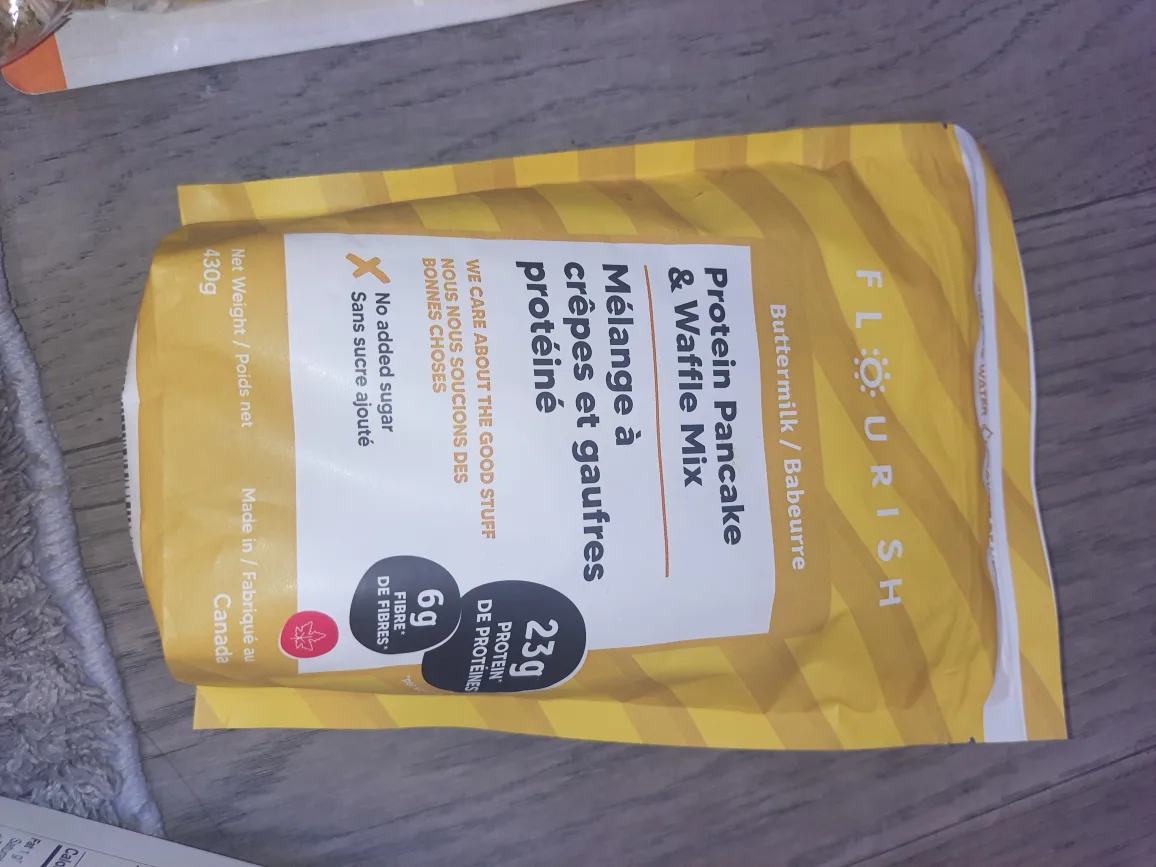 WATER
FLOURISH
Buttermilk / Babeurre
Protein Pancake
& Waffle Mix
Mélange à
crêpes et gaufres
protéiné
WE CARE ABOUT THE GOOD STUFF
NOUS NOUS SOUCIONS DES
BONNES CHOSES
No added sugar
Sans sucre ajouté
23g
PROTEIN*
DE PROTÉINES
6g
FIBRE*
DE FIBRES*
Net Weight / Poids net
430g
Made in / Fabriqué au
Canada
Fat